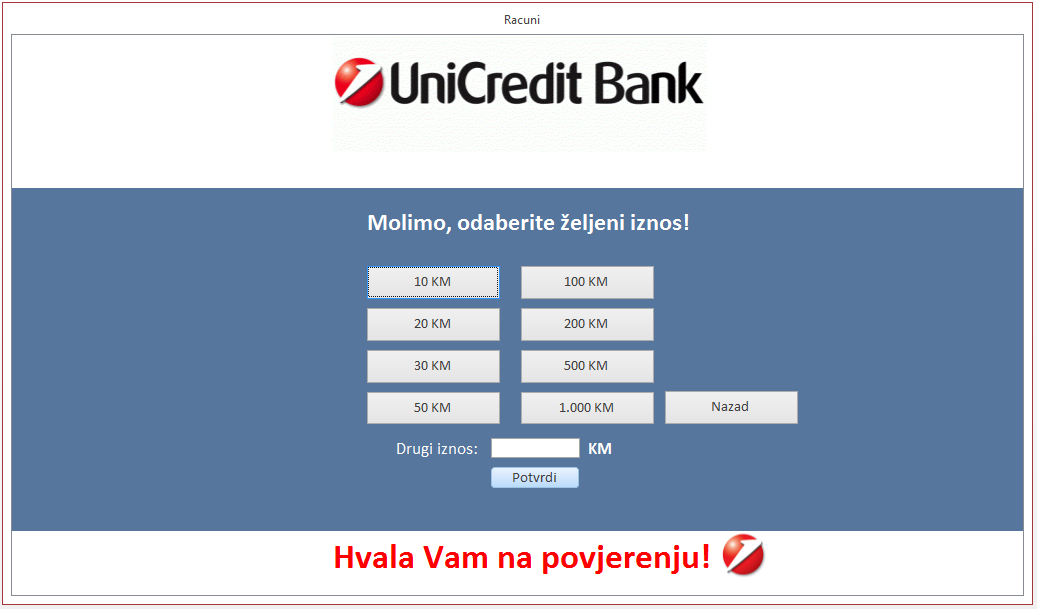 Racuni
UniCredit Bank
Molimo, odaberite željeni iznos!
10 KM 100 KM
20 KM 200 KM
30 KM 500 KM
50 KM 1.000 KM Nazad
Drugi iznos: KM
Potvrdi
Hvala Vam na povjerenju!